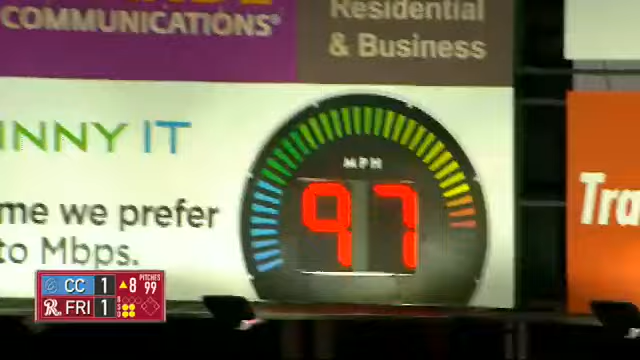 COMMUNICATIONS®
Residential
& Business
INNY IT
me we prefer
to Mbps.
MPH
97
Tra
CC 1 ▲8 PITCHES 99
FRI 1 B S O